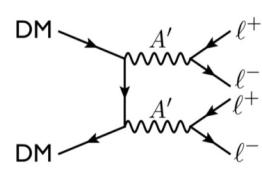 DM A′ ℓ+
ℓ−
A′ ℓ+
DM ℓ−